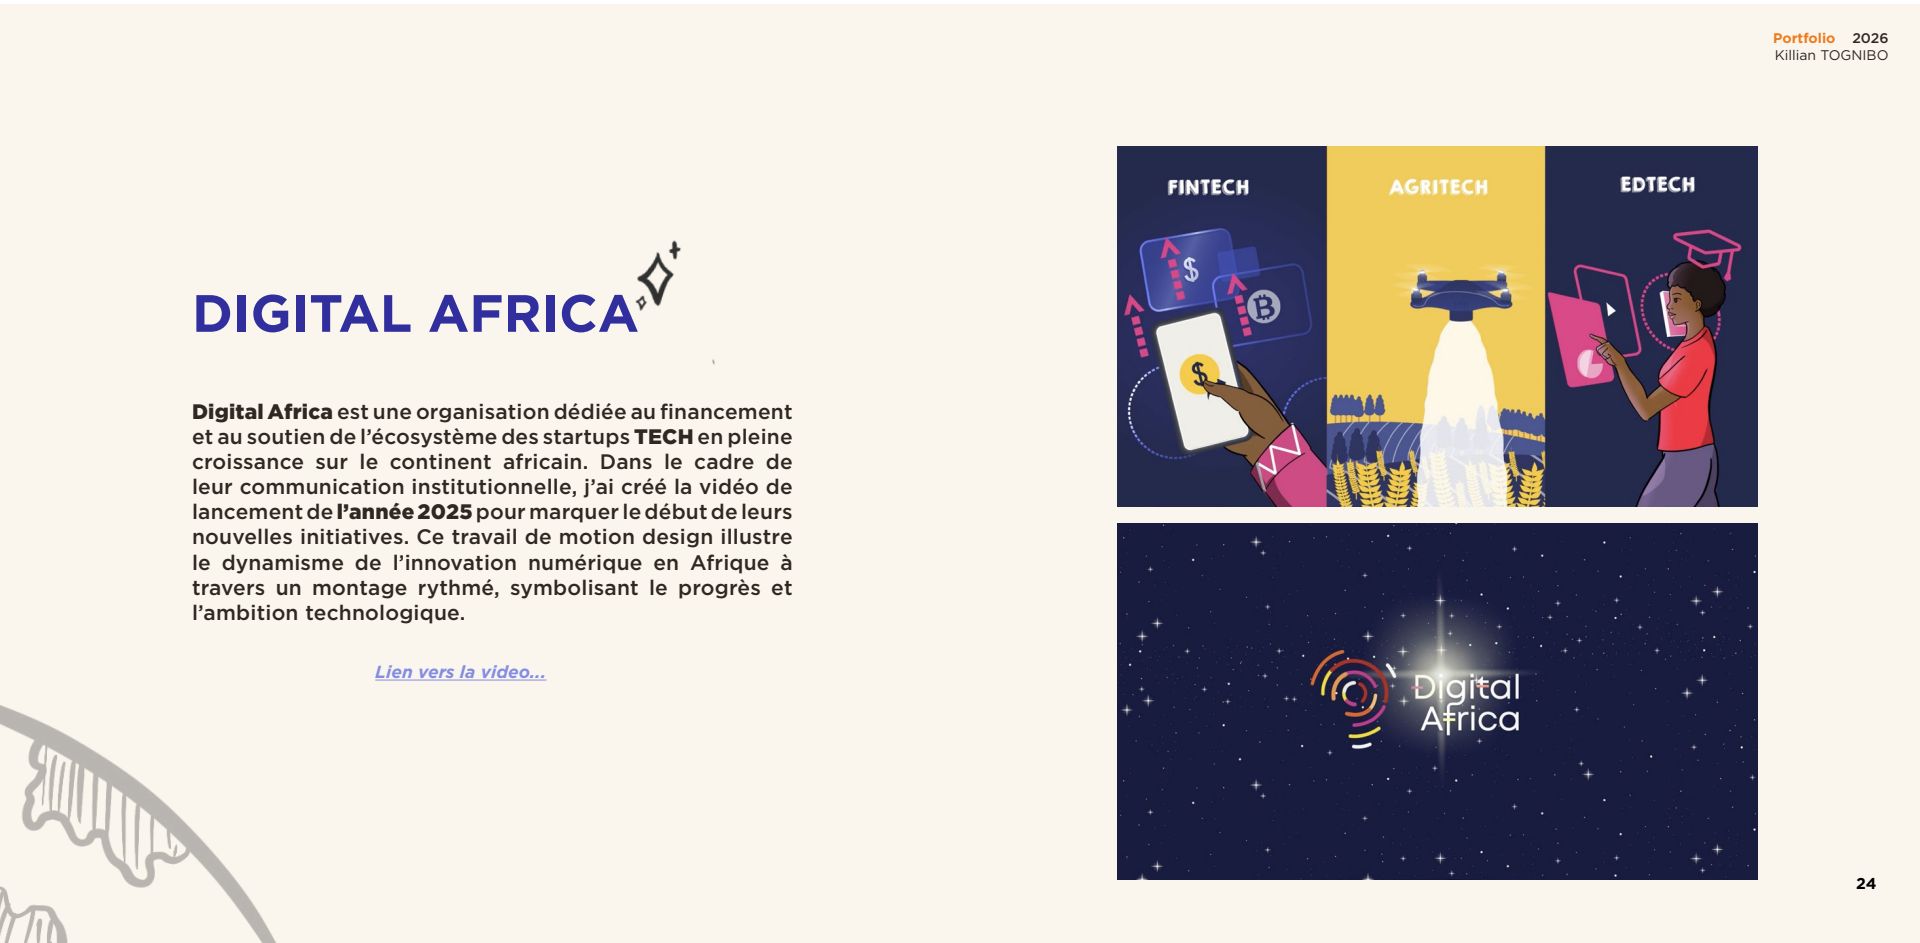 Portfolio 2026
Killian TOGNIBO
DIGITAL AFRICA
Digital Africa est une organisation dédiée au financement
et au soutien de l’écosystème des startups TECH en pleine
croissance sur le continent africain. Dans le cadre de
leur communication institutionnelle, j’ai créé la vidéo de
lancement de l’année 2025 pour marquer le début de leurs
nouvelles initiatives. Ce travail de motion design illustre
le dynamisme de l’innovation numérique en Afrique à
travers un montage rythmé, symbolisant le progrès et
l’ambition technologique.
Lien vers la video...
FINTECH
AGRITECH
EDTECH
$
₿
$
Digital
Africa
24